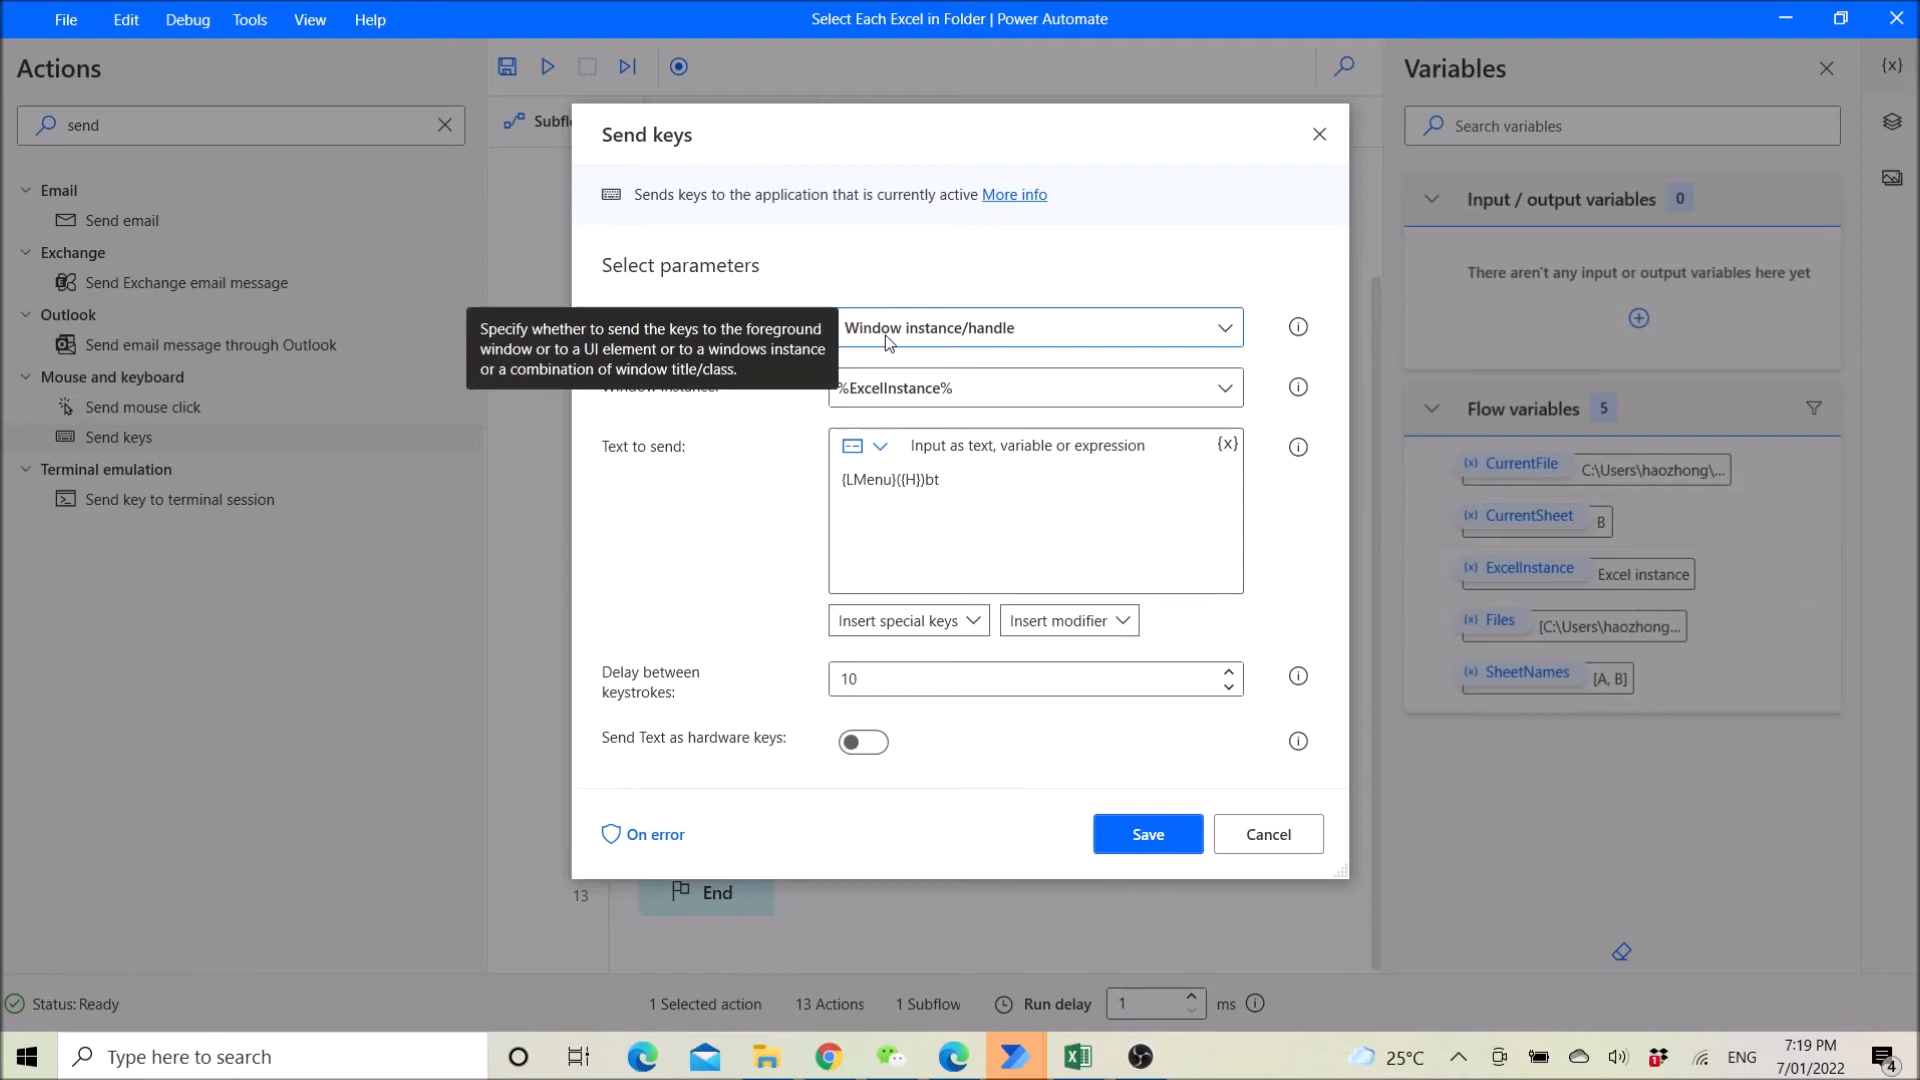 File Edit Debug Tools View Help
Select Each Excel in Folder | Power Automate
Actions
send
Email
Send email
Exchange
Send Exchange email message
Outlook
Send email message through Outlook
Mouse and keyboard
Send mouse click
Send keys
Terminal emulation
Send key to terminal session
Subfl
Send keys
Sends keys to the application that is currently active More info
Select parameters
Specify whether to send the keys to the foreground
window or to a UI element or to a windows instance
or a combination of window title/class.
Window instance/handle
Window instance:
%ExcelInstance%
Text to send:
Input as text, variable or expression
{x}
{LMenu}({H})bt
Insert special keys
Insert modifier
Delay between
keystrokes:
10
Send Text as hardware keys:
On error
Save
Cancel
13
End
Variables
{x}
Search variables
Input / output variables 0
There aren't any input or output variables here yet
Flow variables 5
{x} CurrentFile C:\Users\haozhong\...
{x} CurrentSheet B
{x} ExcelInstance Excel instance
{x} Files [C:\Users\haozhong...
{x} SheetNames [A, B]
Status: Ready
1 Selected action
13 Actions
1 Subflow
Run delay
1
ms
Type here to search
25°C
1
ENG
7:19 PM
7/01/2022
4